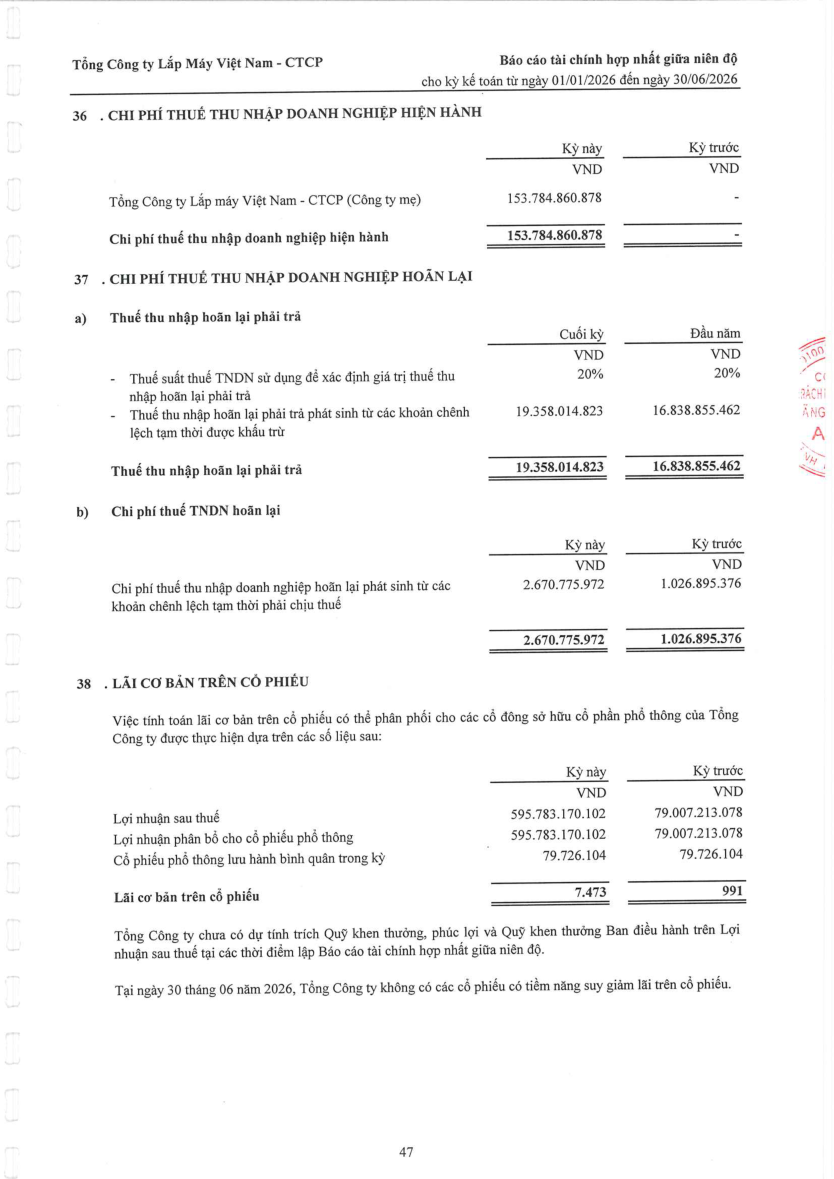 Tổng Công ty Lắp Máy Việt Nam - CTCP
Báo cáo tài chính hợp nhất giữa niên độ
cho kỳ kế toán từ ngày 01/01/2026 đến ngày 30/06/2026
36 . CHI PHÍ THUẾ THU NHẬP DOANH NGHIỆP HIỆN HÀNH
Kỳ này Kỳ trước
VND VND
Tổng Công ty Lắp máy Việt Nam - CTCP (Công ty mẹ) 153.784.860.878 -
Chi phí thuế thu nhập doanh nghiệp hiện hành 153.784.860.878 -
37 . CHI PHÍ THUẾ THU NHẬP DOANH NGHIỆP HOÃN LẠI
a) Thuế thu nhập hoãn lại phải trả
Cuối kỳ Đầu năm
VND VND
- Thuế suất thuế TNDN sử dụng để xác định giá trị thuế thu 20% 20%
nhập hoãn lại phải trả
- Thuế thu nhập hoãn lại phải trả phát sinh từ các khoản chênh 19.358.014.823 16.838.855.462
lệch tạm thời được khấu trừ
Thuế thu nhập hoãn lại phải trả 19.358.014.823 16.838.855.462
b) Chi phí thuế TNDN hoãn lại
Kỳ này Kỳ trước
VND VND
Chi phí thuế thu nhập doanh nghiệp hoãn lại phát sinh từ các 2.670.775.972 1.026.895.376
khoản chênh lệch tạm thời phải chịu thuế
2.670.775.972 1.026.895.376
38 . LÃI CƠ BẢN TRÊN CỔ PHIẾU
Việc tính toán lãi cơ bản trên cổ phiếu có thể phân phối cho các cổ đông sở hữu cổ phần phổ thông của Tổng
Công ty được thực hiện dựa trên các số liệu sau:
Kỳ này Kỳ trước
VND VND
Lợi nhuận sau thuế 595.783.170.102 79.007.213.078
Lợi nhuận phân bổ cho cổ phiếu phổ thông 595.783.170.102 79.007.213.078
Cổ phiếu phổ thông lưu hành bình quân trong kỳ 79.726.104 79.726.104
Lãi cơ bản trên cổ phiếu 7.473 991
Tổng Công ty chưa có dự tính trích Quỹ khen thưởng, phúc lợi và Quỹ khen thưởng Ban điều hành trên Lợi
nhuận sau thuế tại các thời điểm lập Báo cáo tài chính hợp nhất giữa niên độ.
Tại ngày 30 tháng 06 năm 2026, Tổng Công ty không có các cổ phiếu có tiềm năng suy giảm lãi trên cổ phiếu.
47